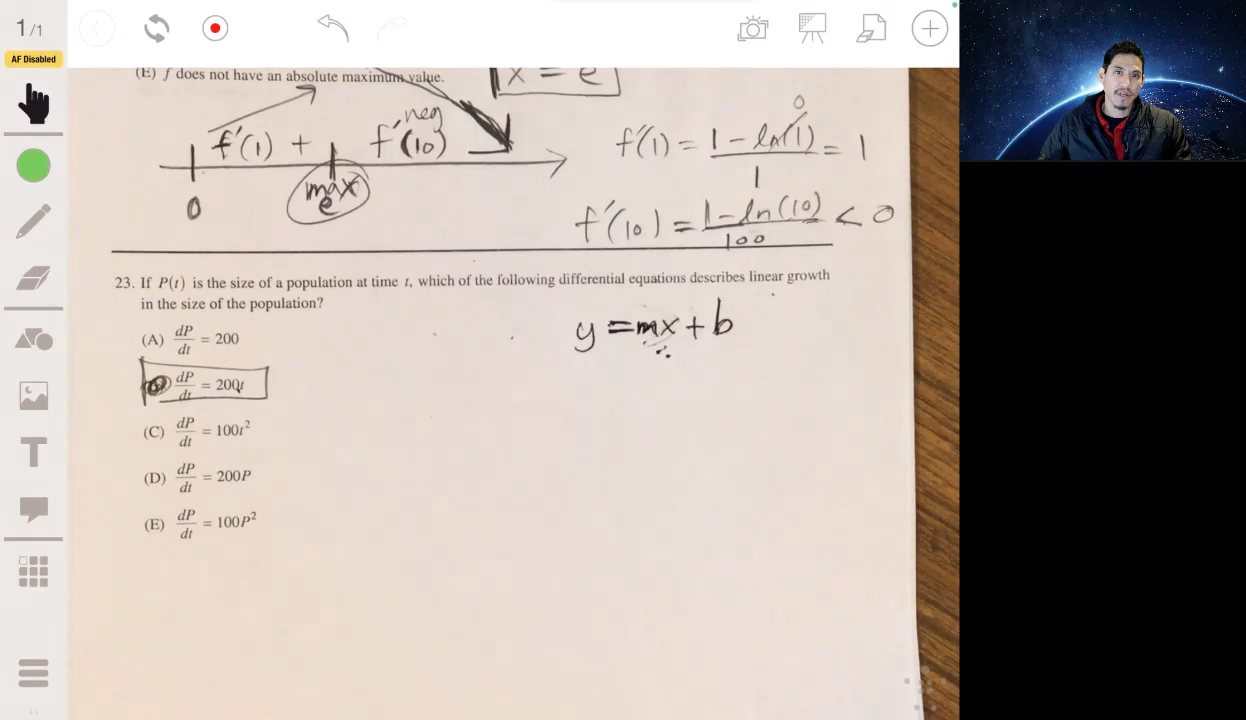 1/1
AF Disabled
(E) f does not have an absolute maximum value.
x = e
neg
f'(1) + f'(10)
0
max
e
0
f'(1) = 1 - ln(1) / 1 = 1
f'(10) = 1 - ln(10) / 100 < 0
23. If P(t) is the size of a population at time t, which of the following differential equations describes linear growth
in the size of the population?
y = mx + b
(A) dP/dt = 200
dP/dt = 200t
(C) dP/dt = 100t²
(D) dP/dt = 200P
(E) dP/dt = 100P²
T